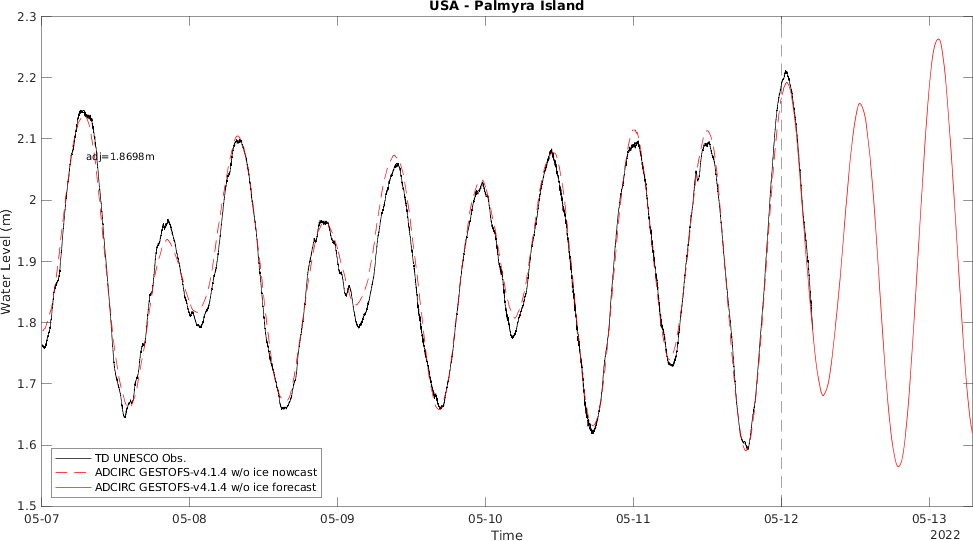 USA - Palmyra Island
2.3
2.2
2.1
2
1.9
1.8
1.7
1.6
1.5
Water Level (m)
adj=1.8698m
TD UNESCO Obs.
ADCIRC GESTOFS-v4.1.4 w/o ice nowcast
ADCIRC GESTOFS-v4.1.4 w/o ice forecast
05-07 05-08 05-09 05-10 05-11 05-12 05-13
Time 2022